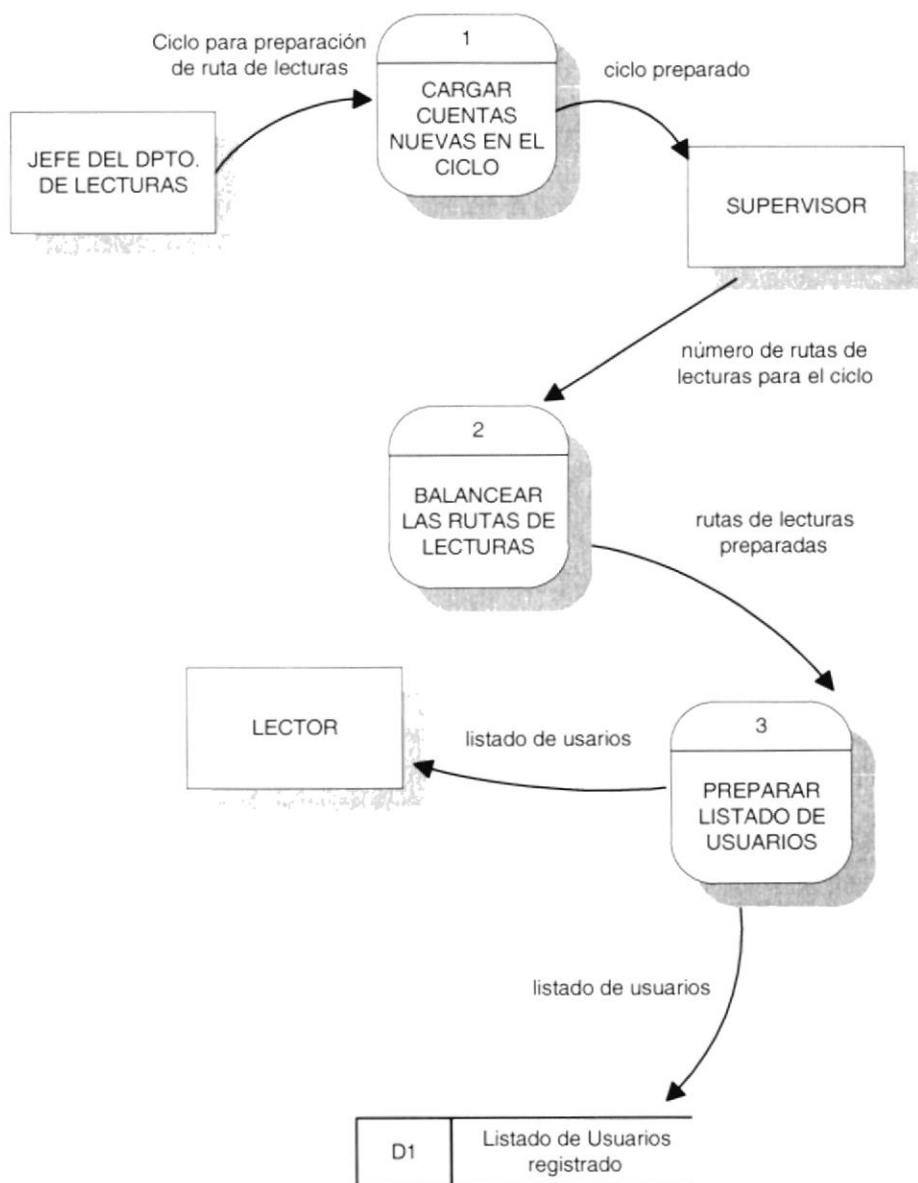 Ciclo para preparación
de ruta de lecturas
1
CARGAR
CUENTAS
NUEVAS EN EL
CICLO
ciclo preparado
JEFE DEL DPTO.
DE LECTURAS
SUPERVISOR
número de rutas de
lecturas para el ciclo
2
BALANCEAR
LAS RUTAS DE
LECTURAS
rutas de lecturas
preparadas
LECTOR
listado de usarios
3
PREPARAR
LISTADO DE
USUARIOS
listado de usuarios
D1
Listado de Usuarios
registrado